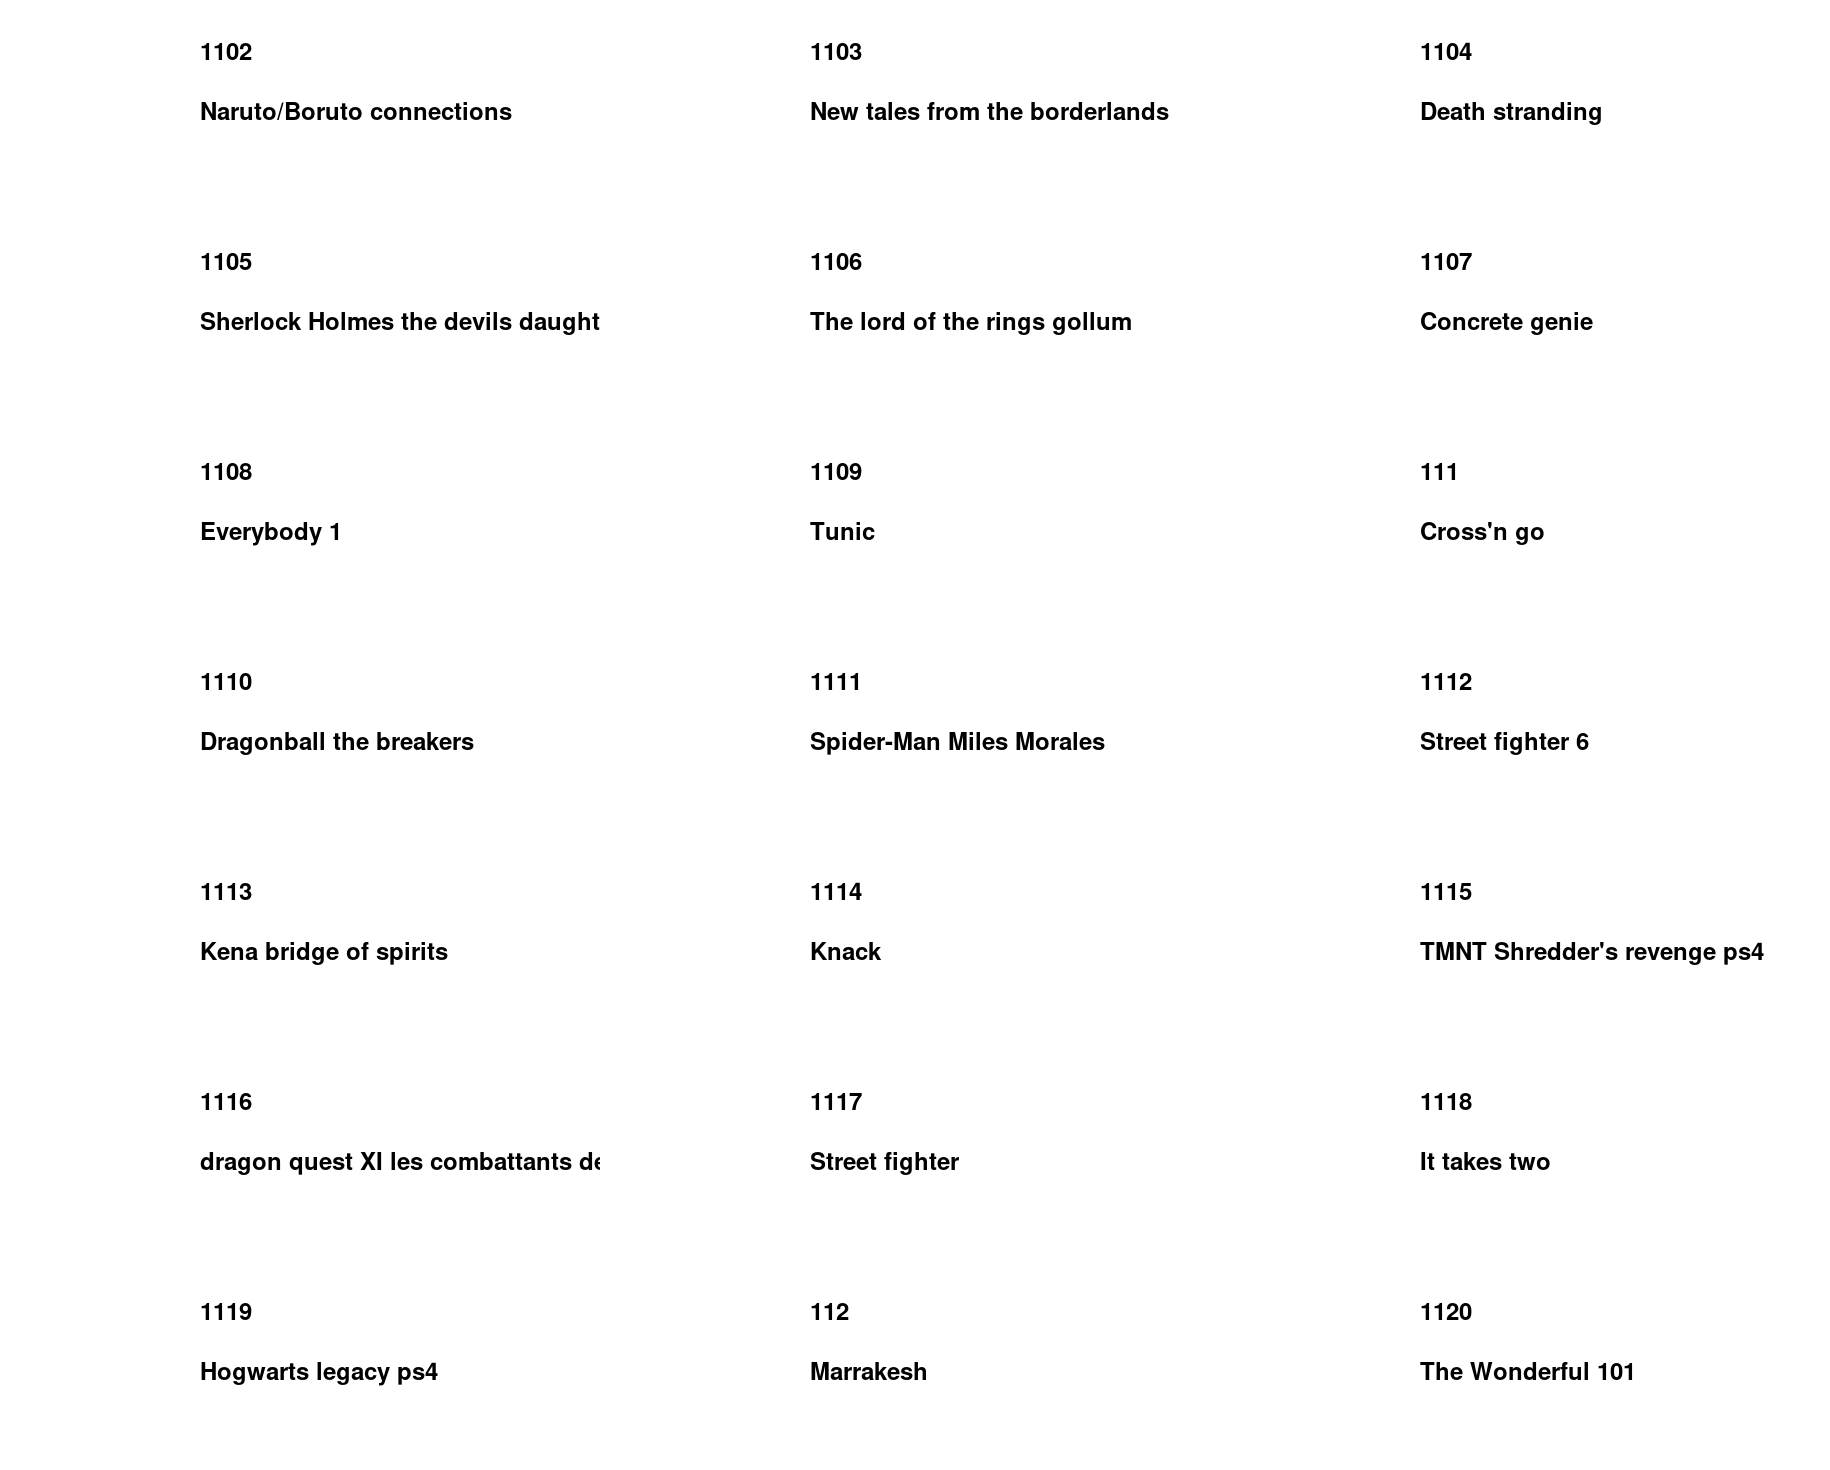 1102
Naruto/Boruto connections
1103
New tales from the borderlands
1104
Death stranding
1105
Sherlock Holmes the devils daught
1106
The lord of the rings gollum
1107
Concrete genie
1108
Everybody 1
1109
Tunic
111
Cross'n go
1110
Dragonball the breakers
1111
Spider-Man Miles Morales
1112
Street fighter 6
1113
Kena bridge of spirits
1114
Knack
1115
TMNT Shredder's revenge ps4
1116
dragon quest XI les combattants de
1117
Street fighter
1118
It takes two
1119
Hogwarts legacy ps4
112
Marrakesh
1120
The Wonderful 101